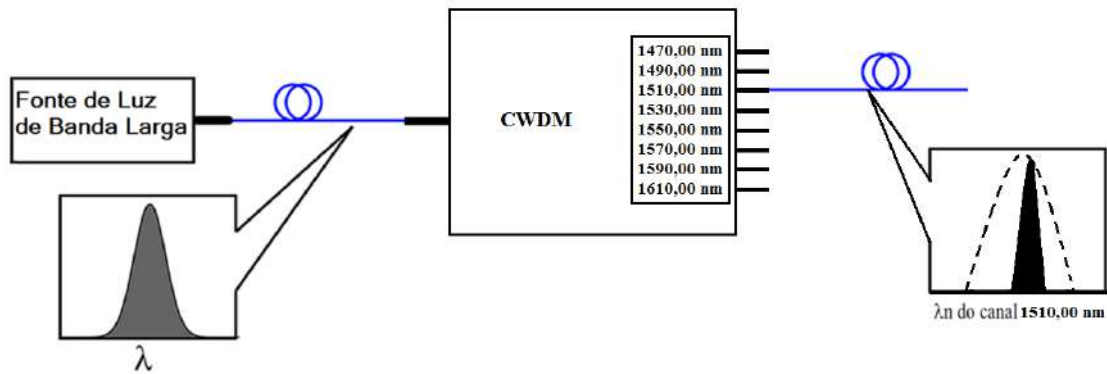 Fonte de Luz
de Banda Larga
λ
CWDM
1470,00 nm
1490,00 nm
1510,00 nm
1530,00 nm
1550,00 nm
1570,00 nm
1590,00 nm
1610,00 nm
λn do canal 1510,00 nm